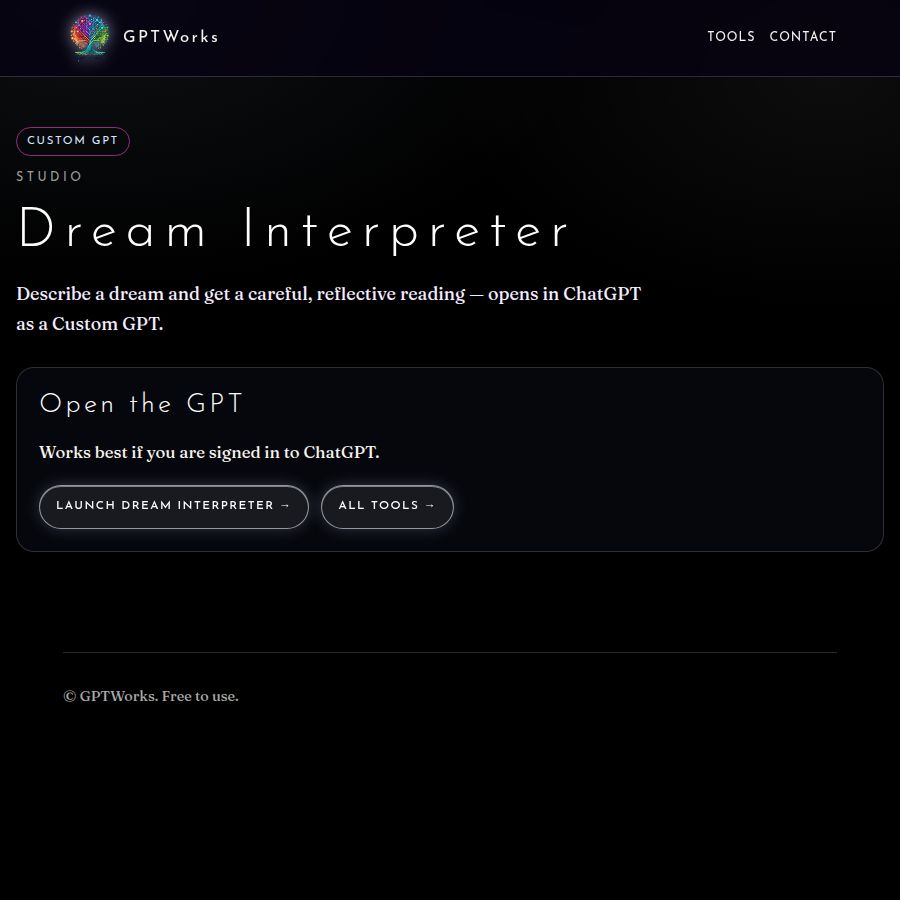 GPTWorks
TOOLS CONTACT
CUSTOM GPT
STUDIO
Dream Interpreter
Describe a dream and get a careful, reflective reading — opens in ChatGPT
as a Custom GPT.
Open the GPT
Works best if you are signed in to ChatGPT.
LAUNCH DREAM INTERPRETER → ALL TOOLS →
© GPTWorks. Free to use.